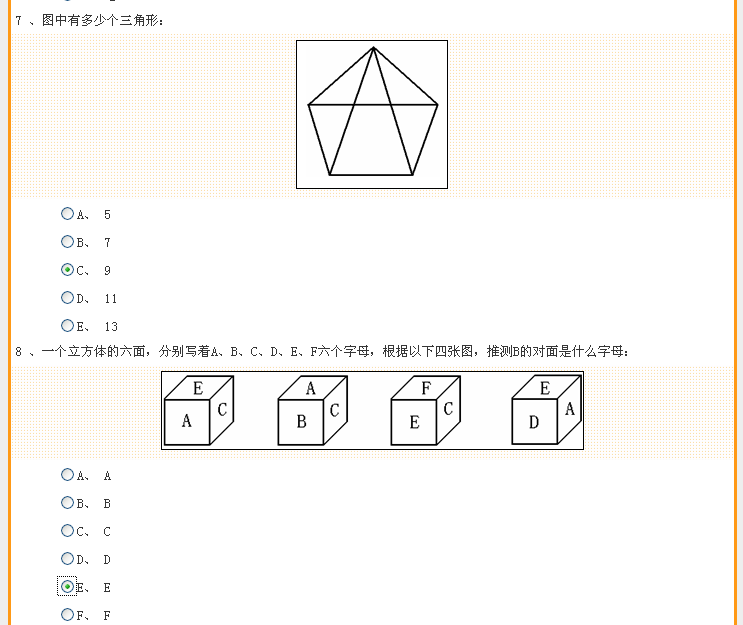 7 、图中有多少个三角形:
A、 5
B、 7
C、 9
D、 11
E、 13
8 、一个立方体的六面，分别写着A、B、C、D、E、F六个字母，根据以下四张图，推测B的对面是什么字母:
E
A C
A
B C
F
E C
E
D A
A、 A
B、 B
C、 C
D、 D
E、 E
F、 F